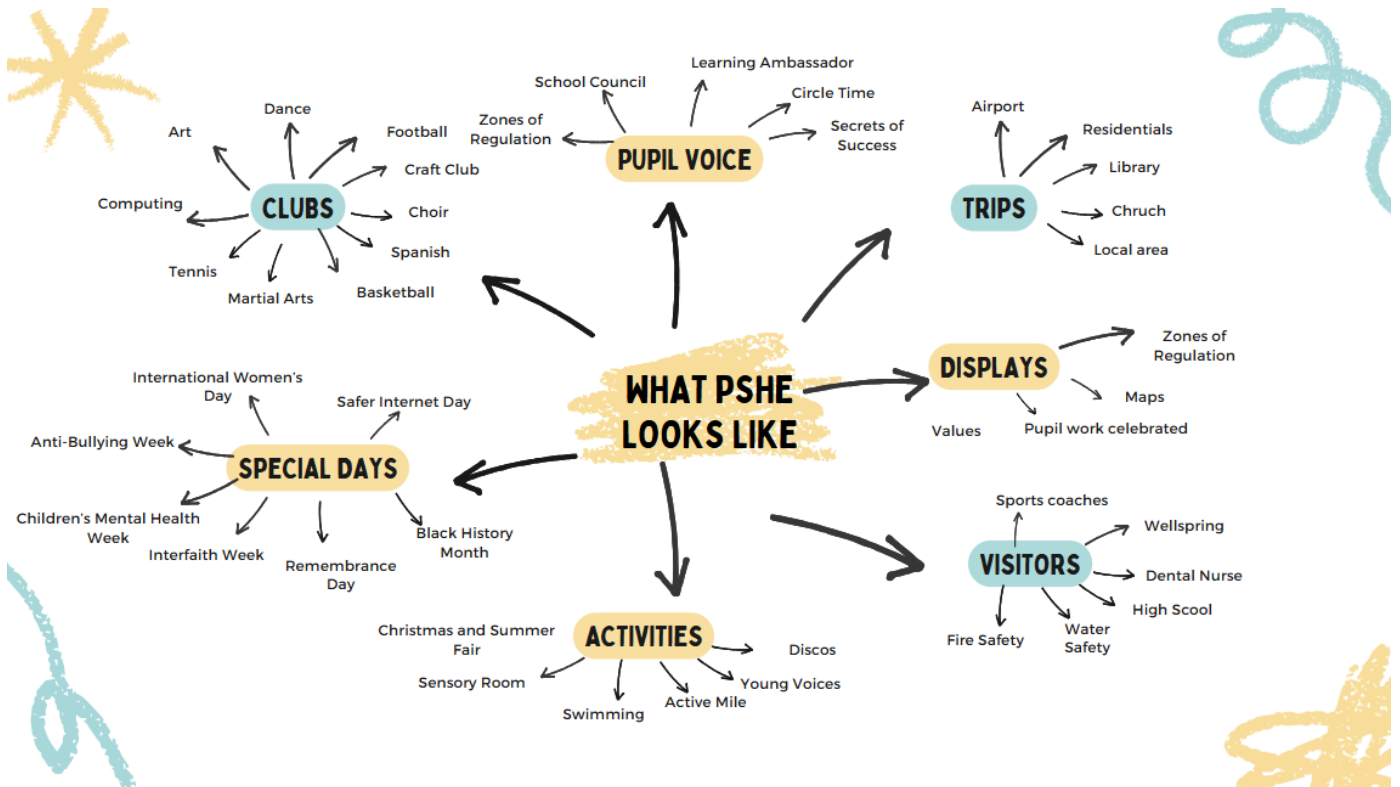 Learning Ambassador
School Council
Circle Time
Zones of
Regulation
Secrets of
Success
PUPIL VOICE
Dance
Art
Football
Craft Club
Computing
CLUBS
Choir
Spanish
Tennis
Martial Arts
Basketball
Airport
Residentials
Library
TRIPS
Chruch
Local area
WHAT PSHE
LOOKS LIKE
Zones of
Regulation
DISPLAYS
Maps
Values
Pupil work celebrated
International Women's
Day
Safer Internet Day
Anti-Bullying Week
SPECIAL DAYS
Children's Mental Health
Week
Interfaith Week
Remembrance
Day
Black History
Month
Sports coaches
Wellspring
VISITORS
Dental Nurse
High Scool
Fire Safety
Water
Safety
Christmas and Summer
Fair
ACTIVITIES
Discos
Sensory Room
Young Voices
Swimming
Active Mile